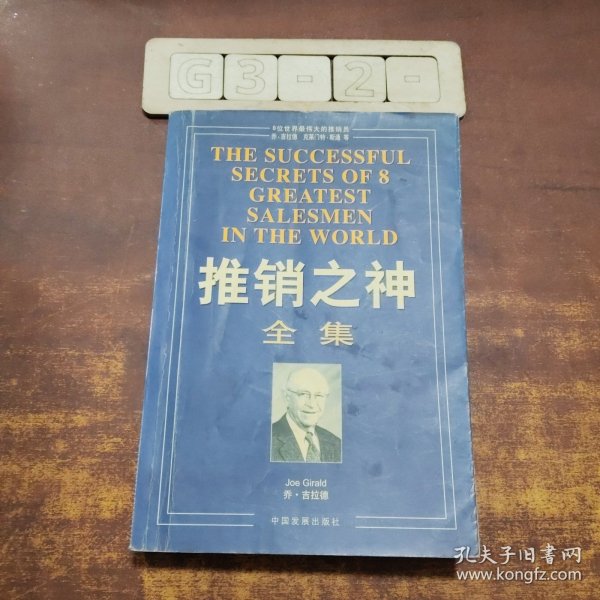 G3-2-
8位世界最伟大的推销员
乔·吉拉德 克莱门特·斯通 等
THE SUCCESSFUL
SECRETS OF 8
GREATEST
SALESMEN
IN THE WORLD
推销之神
全集
Joe Girald
乔·吉拉德
中国发展出版社
孔夫子旧书网
www.kongfz.com